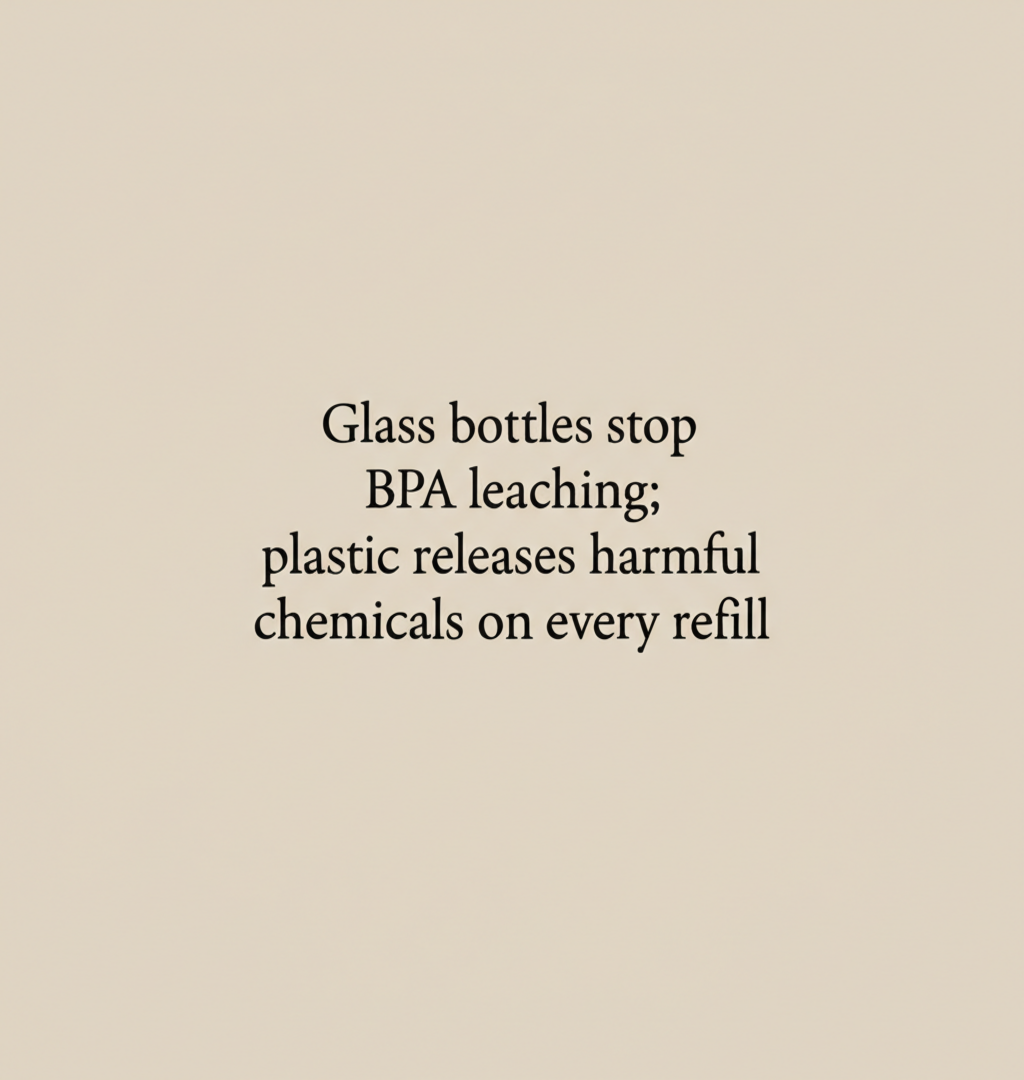 Glass bottles stop
BPA leaching;
plastic releases harmful
chemicals on every refill